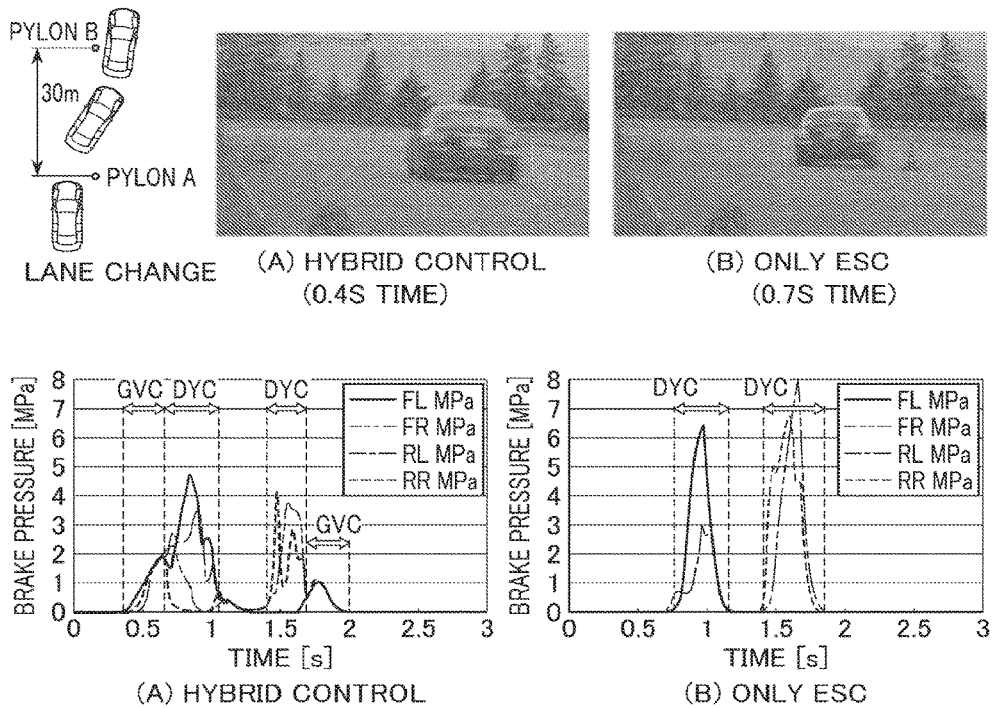 PYLON B
30m
PYLON A
LANE CHANGE
(A) HYBRID CONTROL
(0.4S TIME)
(B) ONLY ESC
(0.7S TIME)
BRAKE PRESSURE [MPa]
8
7
6
5
4
3
2
1
0
GVC DYC
DYC
GVC
FL MPa
FR MPa
RL MPa
RR MPa
0 0.5 1 1.5 2 2.5 3
TIME [s]
(A) HYBRID CONTROL
BRAKE PRESSURE [MPa]
8
7
6
5
4
3
2
1
0
DYC
DYC
FL MPa
FR MPa
RL MPa
RR MPa
0 0.5 1 1.5 2 2.5 3
TIME [s]
(B) ONLY ESC